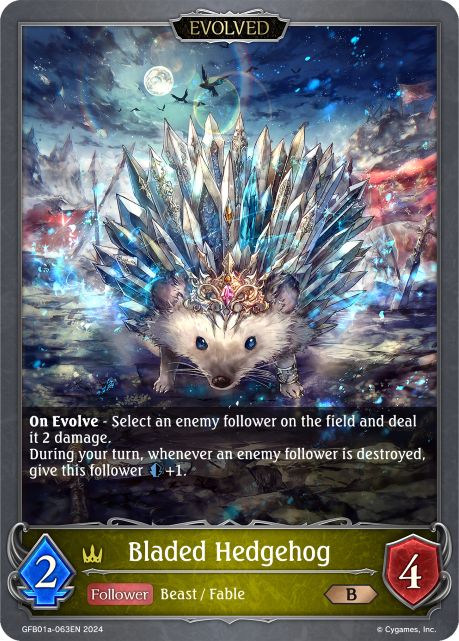 EVOLVED
On Evolve - Select an enemy follower on the field and deal
it 2 damage.
During your turn, whenever an enemy follower is destroyed,
give this follower +1.
2
Bladed Hedgehog
4
Follower Beast / Fable
B
GFB01a-063EN 2024
© Cygames, Inc.